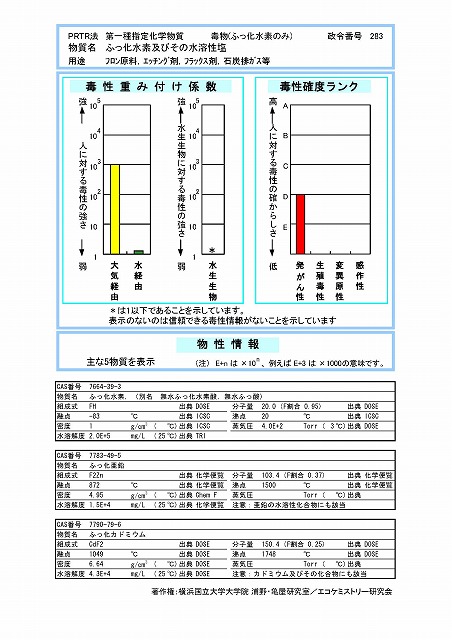 PRTR法 第一種指定化学物質 毒物(ふっ化水素のみ) 政令番号 283
物質名 ふっ化水素及びその水溶性塩
用途 ﾌﾛﾝ原料, ｴｯﾁﾝｸﾞ剤, ﾌﾗｯｸｽ剤, 石炭排ｶﾞｽ等
毒性重み付け係数
強 ← 人に対する毒性の強さ → 弱
10^5
10^4
10^3
10^2
10
1
大気経由
水経由
強 ← 水生生物に対する毒性の強さ → 弱
10^5
10^4
10^3
10^2
10
1
*
水生生物
毒性確度ランク
高 ← 人に対する毒性の確からしさ → 低
A
B
C
D
E
発がん性
生殖毒性
変異原性
感作性
*は1以下であることを示しています。
表示のないのは信頼できる毒性情報がないことを示しています
物性情報
主な5物質を表示 （注） E+n は ×10^n 、例えば E+3 は ×1000の意味です。
CAS番号 7664-39-3
物質名 ふっ化水素, （別名 無水ふっ化水素酸, 無水ふっ酸）
組成式 FH 出典 DOSE 分子量 20.0 (F割合 0.95) 出典 DOSE
融点 -83 ℃ 出典 ICSC 沸点 20 ℃ 出典 ICSC
密度 1 g/cm3 ( ℃) 出典 ICSC 蒸気圧 4.0E+2 Torr ( 3℃) 出典 DOSE
水溶解度 2.0E+5 mg/L (25℃) 出典 TRI
CAS番号 7783-49-5
物質名 ふっ化亜鉛
組成式 F2Zn 出典 化学便覧 分子量 103.4 (F割合 0.37) 出典 化学便覧
融点 872 ℃ 出典 化学便覧 沸点 1500 ℃ 出典 化学便覧
密度 4.95 g/cm3 ( ℃) 出典 Chem F 蒸気圧 Torr ( ℃) 出典
水溶解度 1.5E+4 mg/L (25℃) 出典 化学便覧 注意：亜鉛の水溶性化合物にも該当
CAS番号 7790-79-6
物質名 ふっ化カドミウム
組成式 CdF2 出典 DOSE 分子量 150.4 (F割合 0.25) 出典 DOSE
融点 1049 ℃ 出典 DOSE 沸点 1748 ℃ 出典 DOSE
密度 6.64 g/cm3 ( ℃) 出典 DOSE 蒸気圧 Torr ( ℃) 出典
水溶解度 4.3E+4 mg/L (25℃) 出典 DOSE 注意：カドミウム及びその化合物にも該当
著作権：横浜国立大学大学院 浦野・亀屋研究室／エコケミストリー研究会